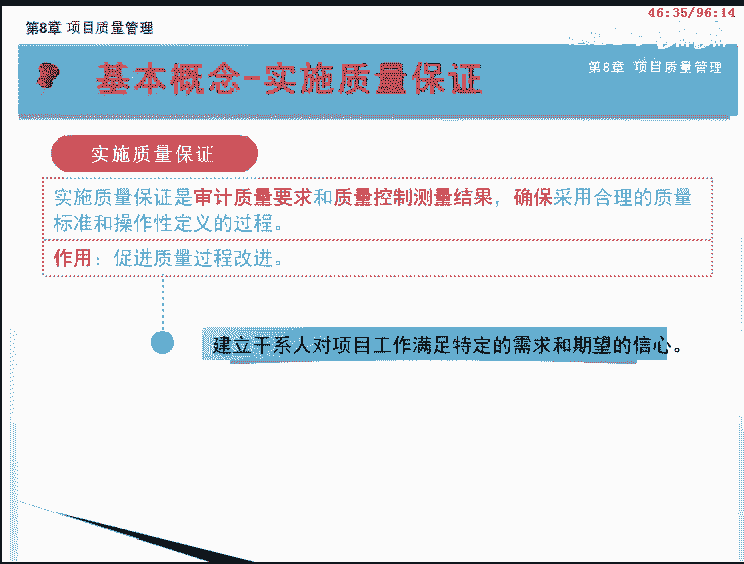 46:35/96:14
第8章 项目质量管理
基本概念-实施质量保证
第8章 项目质量管理
实施质量保证
实施质量保证是审计质量要求和质量控制测量结果，确保采用合理的质量
标准和操作性定义的过程。
作用：促进质量过程改进。
建立干系人对项目工作满足特定的需求和期望的信心。